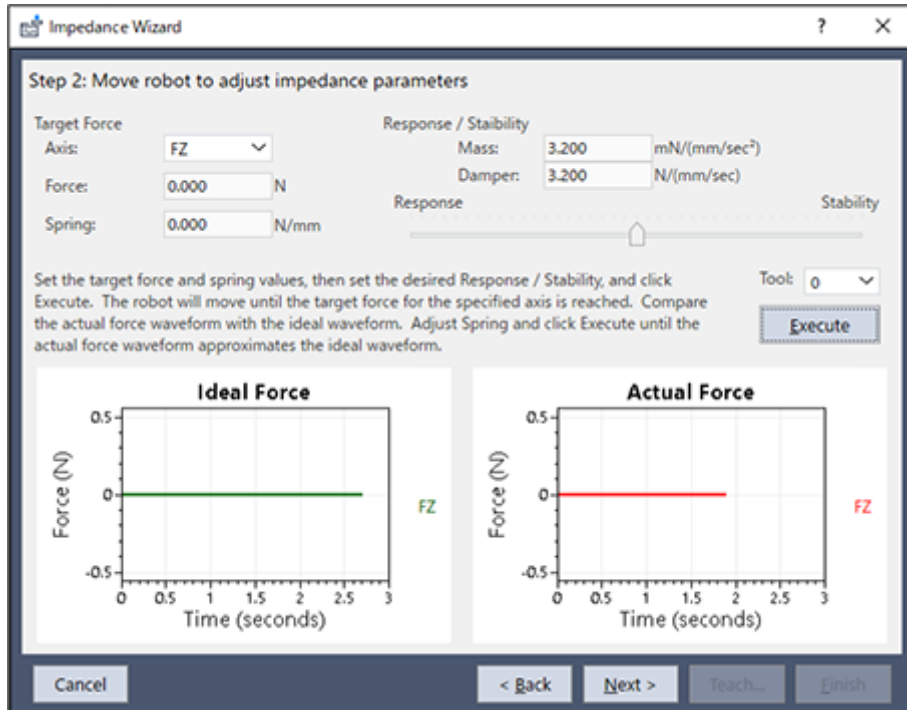 Impedance Wizard
?
Step 2: Move robot to adjust impedance parameters
Target Force
Axis: FZ
Force: 0.000 N
Spring: 0.000 N/mm
Response / Staibility
Mass: 3.200 mN/(mm/sec²)
Damper: 3.200 N/(mm/sec)
Response Stability
Set the target force and spring values, then set the desired Response / Stability, and click
Execute. The robot will move until the target force for the specified axis is reached. Compare
the actual force waveform with the ideal waveform. Adjust Spring and click Execute until the
actual force waveform approximates the ideal waveform.
Tool: 0
Execute
Ideal Force
0.5
0
-0.5
Force (N)
0 0.5 1 1.5 2 2.5 3
Time (seconds)
FZ
Actual Force
0.5
0
-0.5
Force (N)
0 0.5 1 1.5 2 2.5 3
Time (seconds)
FZ
Cancel < Back Next > Teach... Finish